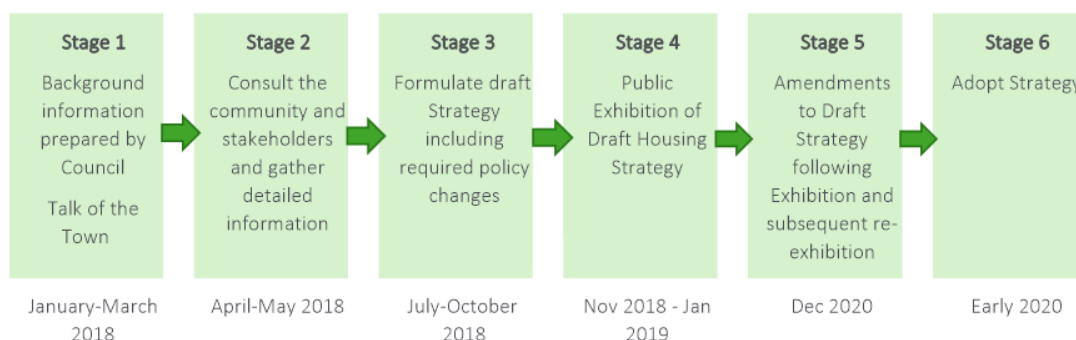 Stage 1
Background
information
prepared by
Council
Talk of the
Town
January-March
2018
Stage 2
Consult the
community and
stakeholders
and gather
detailed
information
April-May 2018
Stage 3
Formulate draft
Strategy
including
required policy
changes
July-October
2018
Stage 4
Public
Exhibition of
Draft Housing
Strategy
Nov 2018 - Jan
2019
Stage 5
Amendments
to Draft
Strategy
following
Exhibition and
subsequent re-
exhibition
Dec 2020
Stage 6
Adopt Strategy
Early 2020